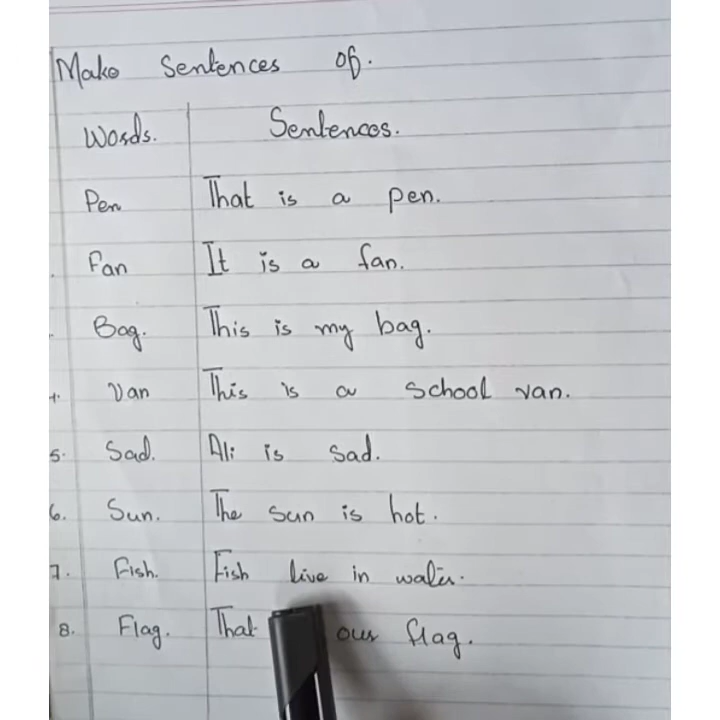 Make Sentences of.
Words. Sentences.
Pen That is a pen.
Fan It is a fan.
Bag. This is my bag.
4. Van This is a school van.
5. Sad. Ali is sad.
6. Sun. The sun is hot.
7. Fish. Fish live in water.
8. Flag. That our flag.